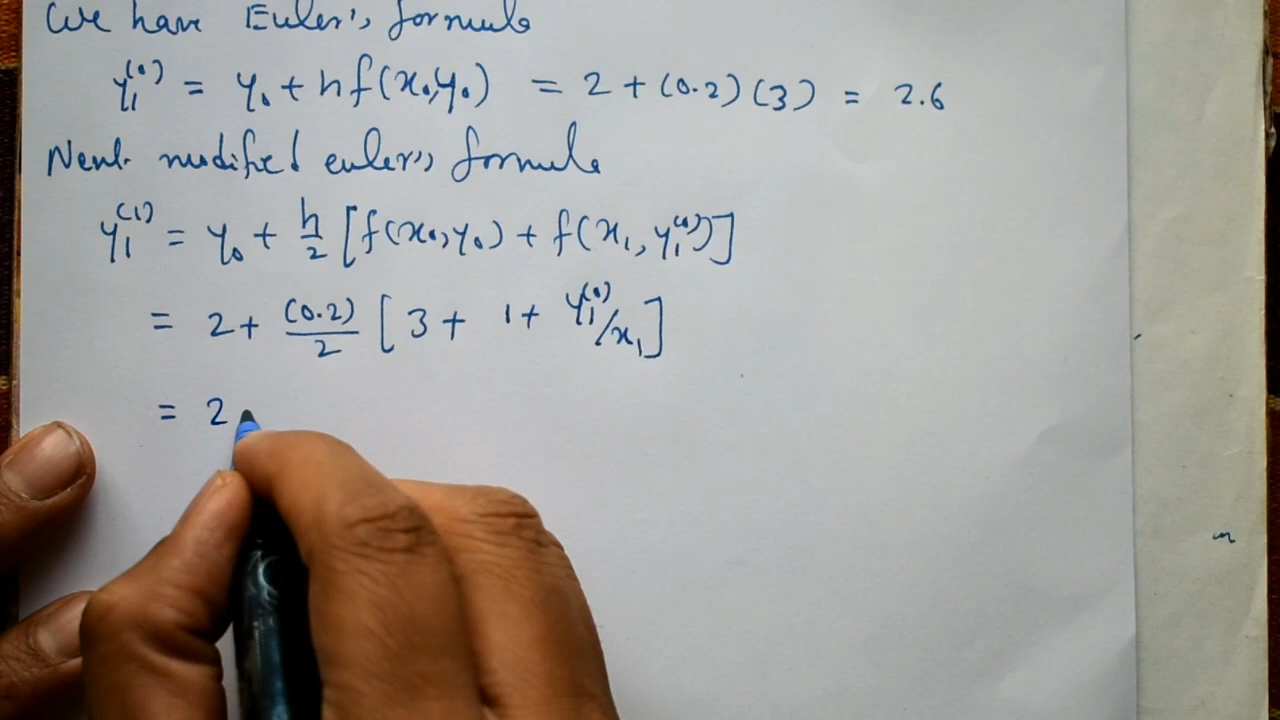 We have Euler's formula
y₁⁽⁰⁾ = y₀ + hf(x₀,y₀) = 2 + (0.2)(3) = 2.6
Next modified euler's formula
y₁⁽¹⁾ = y₀ + h/2 [f(x₀,y₀) + f(x₁,y₁⁽⁰⁾)]
= 2 + (0.2)/2 [3 + 1 + y₁⁽⁰⁾/x₁]
= 2